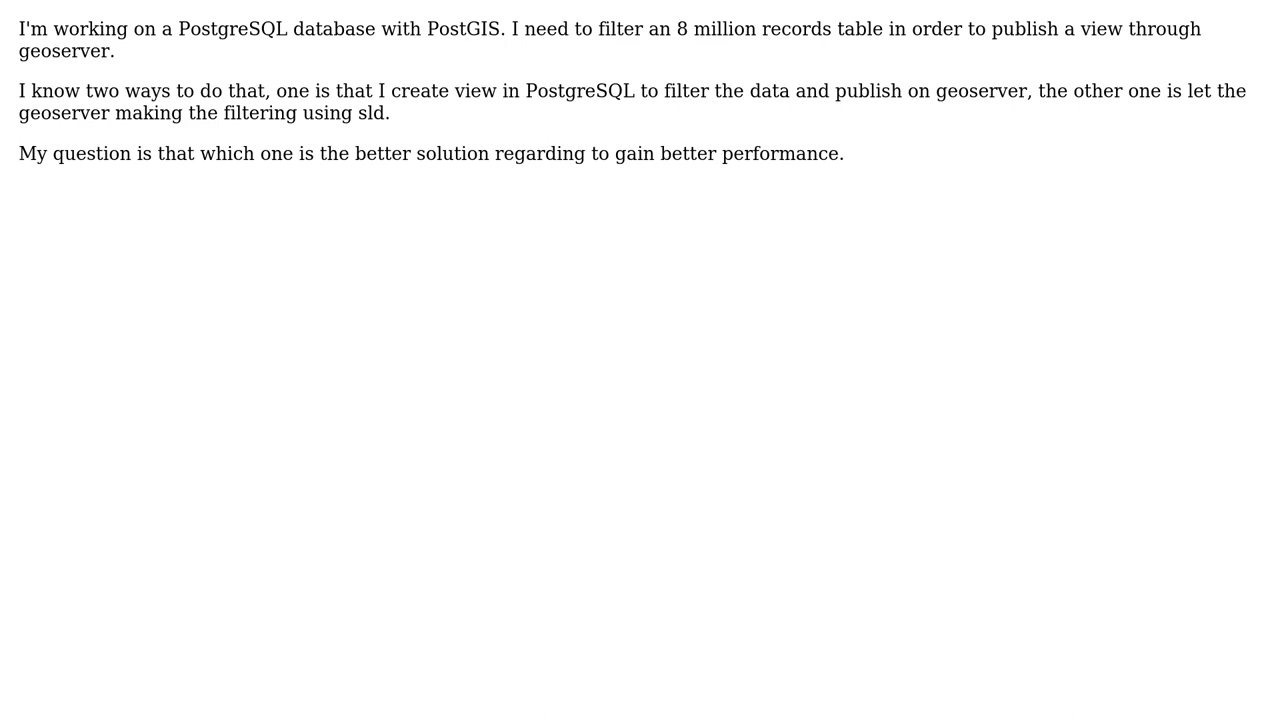 I'm working on a PostgreSQL database with PostGIS. I need to filter an 8 million records table in order to publish a view through
geoserver.
I know two ways to do that, one is that I create view in PostgreSQL to filter the data and publish on geoserver, the other one is let the
geoserver making the filtering using sld.
My question is that which one is the better solution regarding to gain better performance.